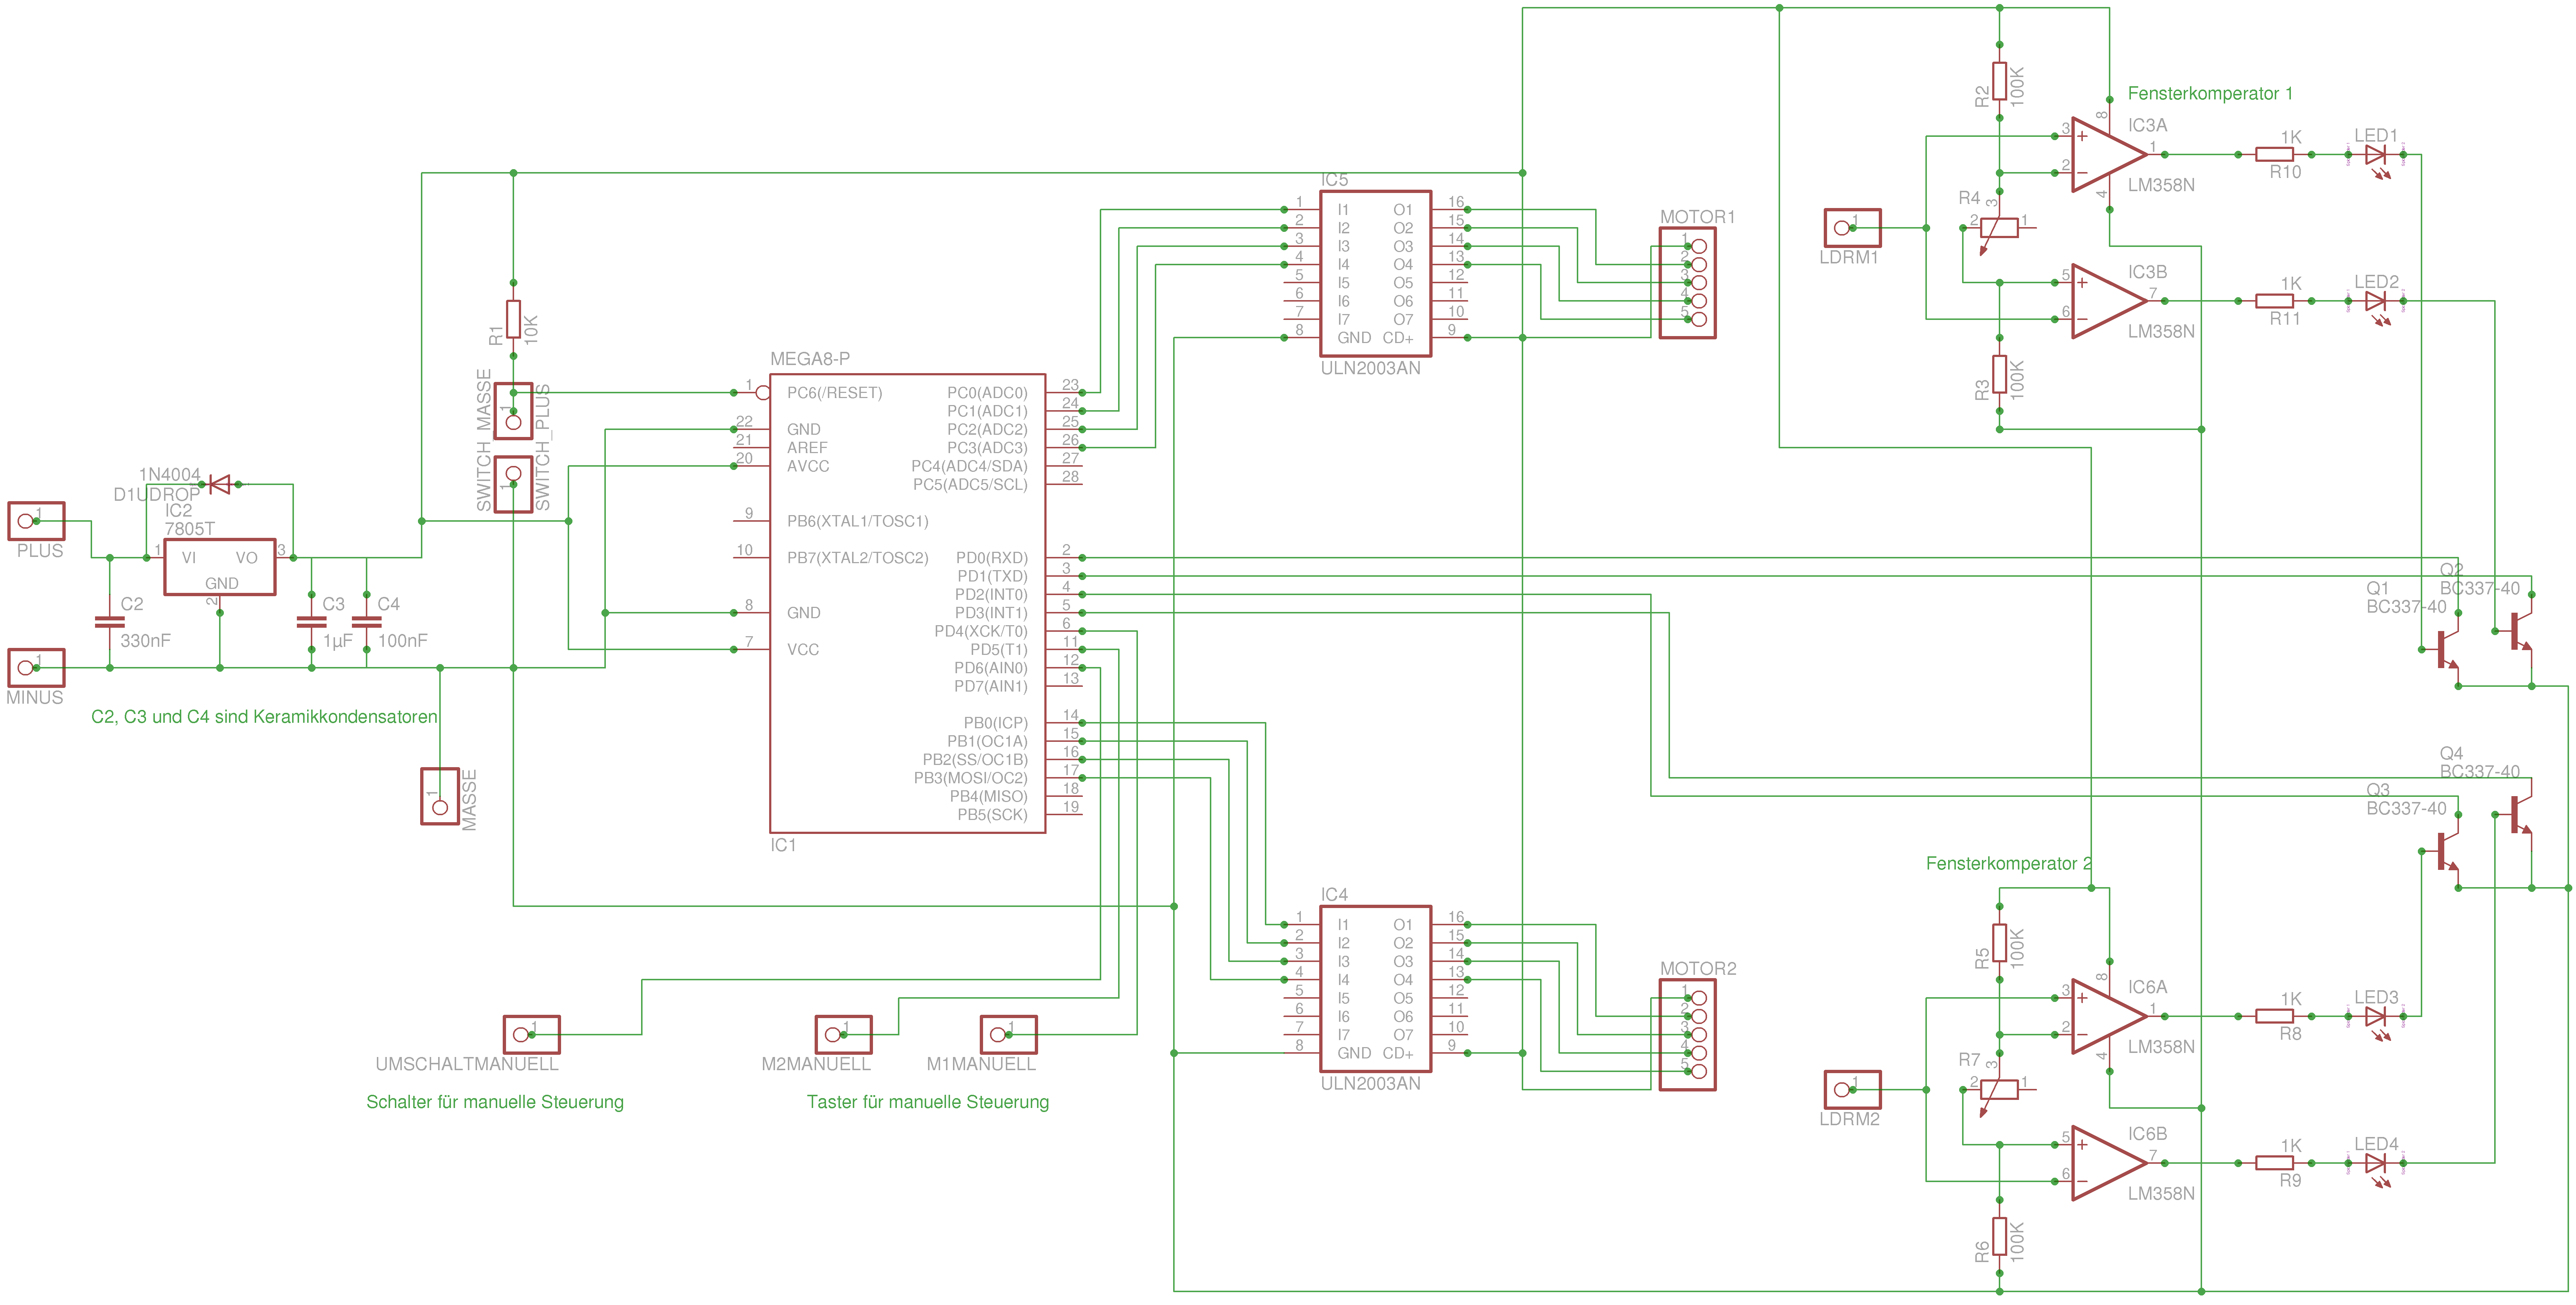 PLUS
MINUS
1
1
1N4004
D1UDROP
IC2
7805T
1
VI
VO
3
GND
2
C2
330nF
C3
1µF
C4
100nF
C2, C3 und C4 sind Keramikkondensatoren
MASSE
1
R1
10K
SWITCH_MASSE
1
SWITCH_PLUS
1
MEGA8-P
1 PC6(/RESET)
22 GND
21 AREF
20 AVCC
9 PB6(XTAL1/TOSC1)
10 PB7(XTAL2/TOSC2)
8 GND
7 VCC
PC0(ADC0) 23
PC1(ADC1) 24
PC2(ADC2) 25
PC3(ADC3) 26
PC4(ADC4/SDA) 27
PC5(ADC5/SCL) 28
PD0(RXD) 2
PD1(TXD) 3
PD2(INT0) 4
PD3(INT1) 5
PD4(XCK/T0) 6
PD5(T1) 11
PD6(AIN0) 12
PD7(AIN1) 13
PB0(ICP) 14
PB1(OC1A) 15
PB2(SS/OC1B) 16
PB3(MOSI/OC2) 17
PB4(MISO) 18
PB5(SCK) 19
IC1
1
UMSCHALTMANUELL
Schalter für manuelle Steuerung
1
M2MANUELL
1
M1MANUELL
Taster für manuelle Steuerung
IC5
1 I1 O1 16
2 I2 O2 15
3 I3 O3 14
4 I4 O4 13
5 I5 O5 12
6 I6 O6 11
7 I7 O7 10
8 GND CD+ 9
ULN2003AN
MOTOR1
1
2
3
4
5
IC4
1 I1 O1 16
2 I2 O2 15
3 I3 O3 14
4 I4 O4 13
5 I5 O5 12
6 I6 O6 11
7 I7 O7 10
8 GND CD+ 9
ULN2003AN
MOTOR2
1
2
3
4
5
Fensterkomperator 1
R2
100K
R4
3
2 1
R3
100K
1
LDRM1
IC3A
8
3 +
2 −
1
4
LM358N
IC3B
5 +
6 −
7
LM358N
1K
R10
LED1
1K
R11
LED2
Q1
BC337-40
Q2
BC337-40
Q4
BC337-40
Q3
BC337-40
Fensterkomperator 2
R5
100K
R7
3
2 1
R6
100K
1
LDRM2
IC6A
8
3 +
2 −
1
4
LM358N
IC6B
5 +
6 −
7
LM358N
1K
R8
LED3
1K
R9
LED4